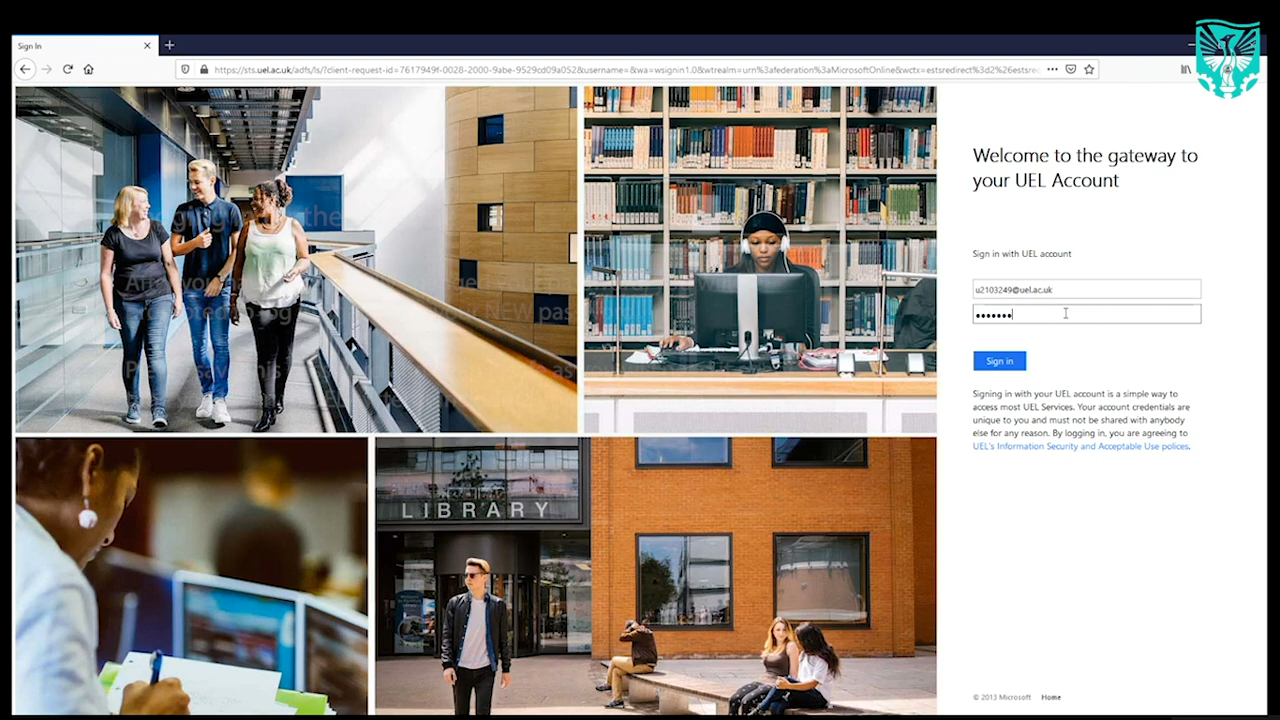 Sign In
https://sts.uel.ac.uk/adfs/ls/?client-request-id=7617949f-0028-2000-9abe-9529cd09a052&username=&wa=wsignin1.0&wtrealm=urn%3afederation%3aMicrosoftOnline&wctx=estsredirect%3d2%26estsrec
Welcome to the gateway to
your UEL Account
Sign in with UEL account
u2103249@uel.ac.uk
•••••••
Sign in
Signing in with your UEL account is a simple way to
access most UEL Services. Your account credentials are
unique to you and must not be shared with anybody
else for any reason. By logging in, you are agreeing to
UEL's Information Security and Acceptable Use polices.
LIBRARY
© 2013 Microsoft Home